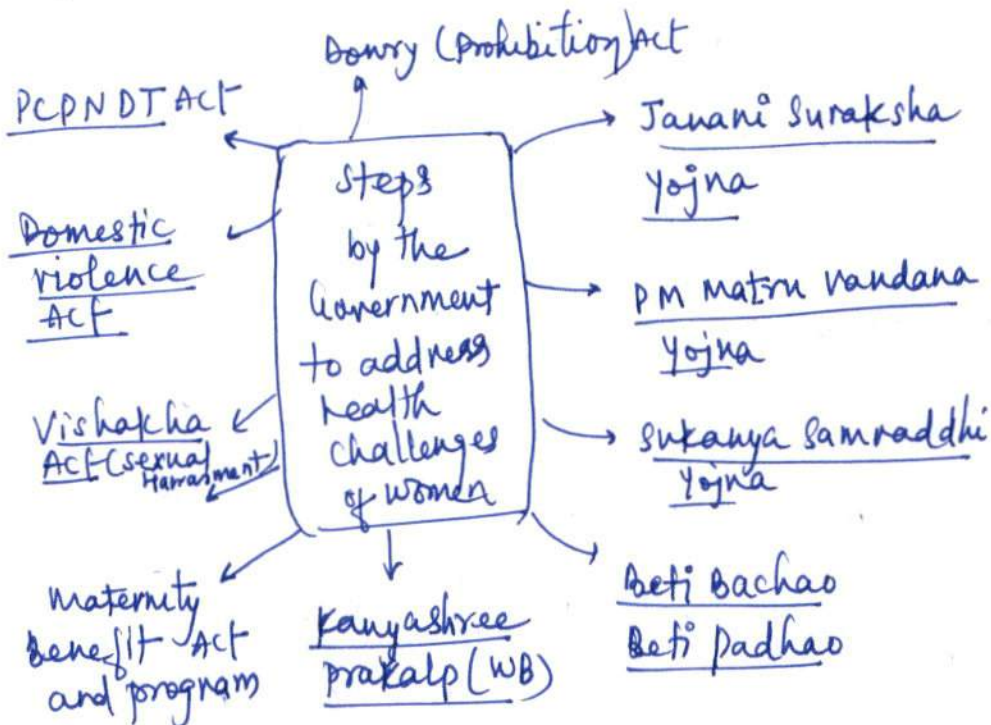 Dowry (Prohibition) Act
PCPNDT Act
Domestic
violence
Act
Vishakha
Act (sexual
Harrasment)
Maternity
Benefit Act
and program
Steps
by the
Government
to address
health
challenges
of women
Kanyashree
prakalp (WB)
Janani Suraksha
Yojna
PM Matru Vandana
Yojna
Sukanya Samraddhi
Yojna
Beti Bachao
Beti Padhao